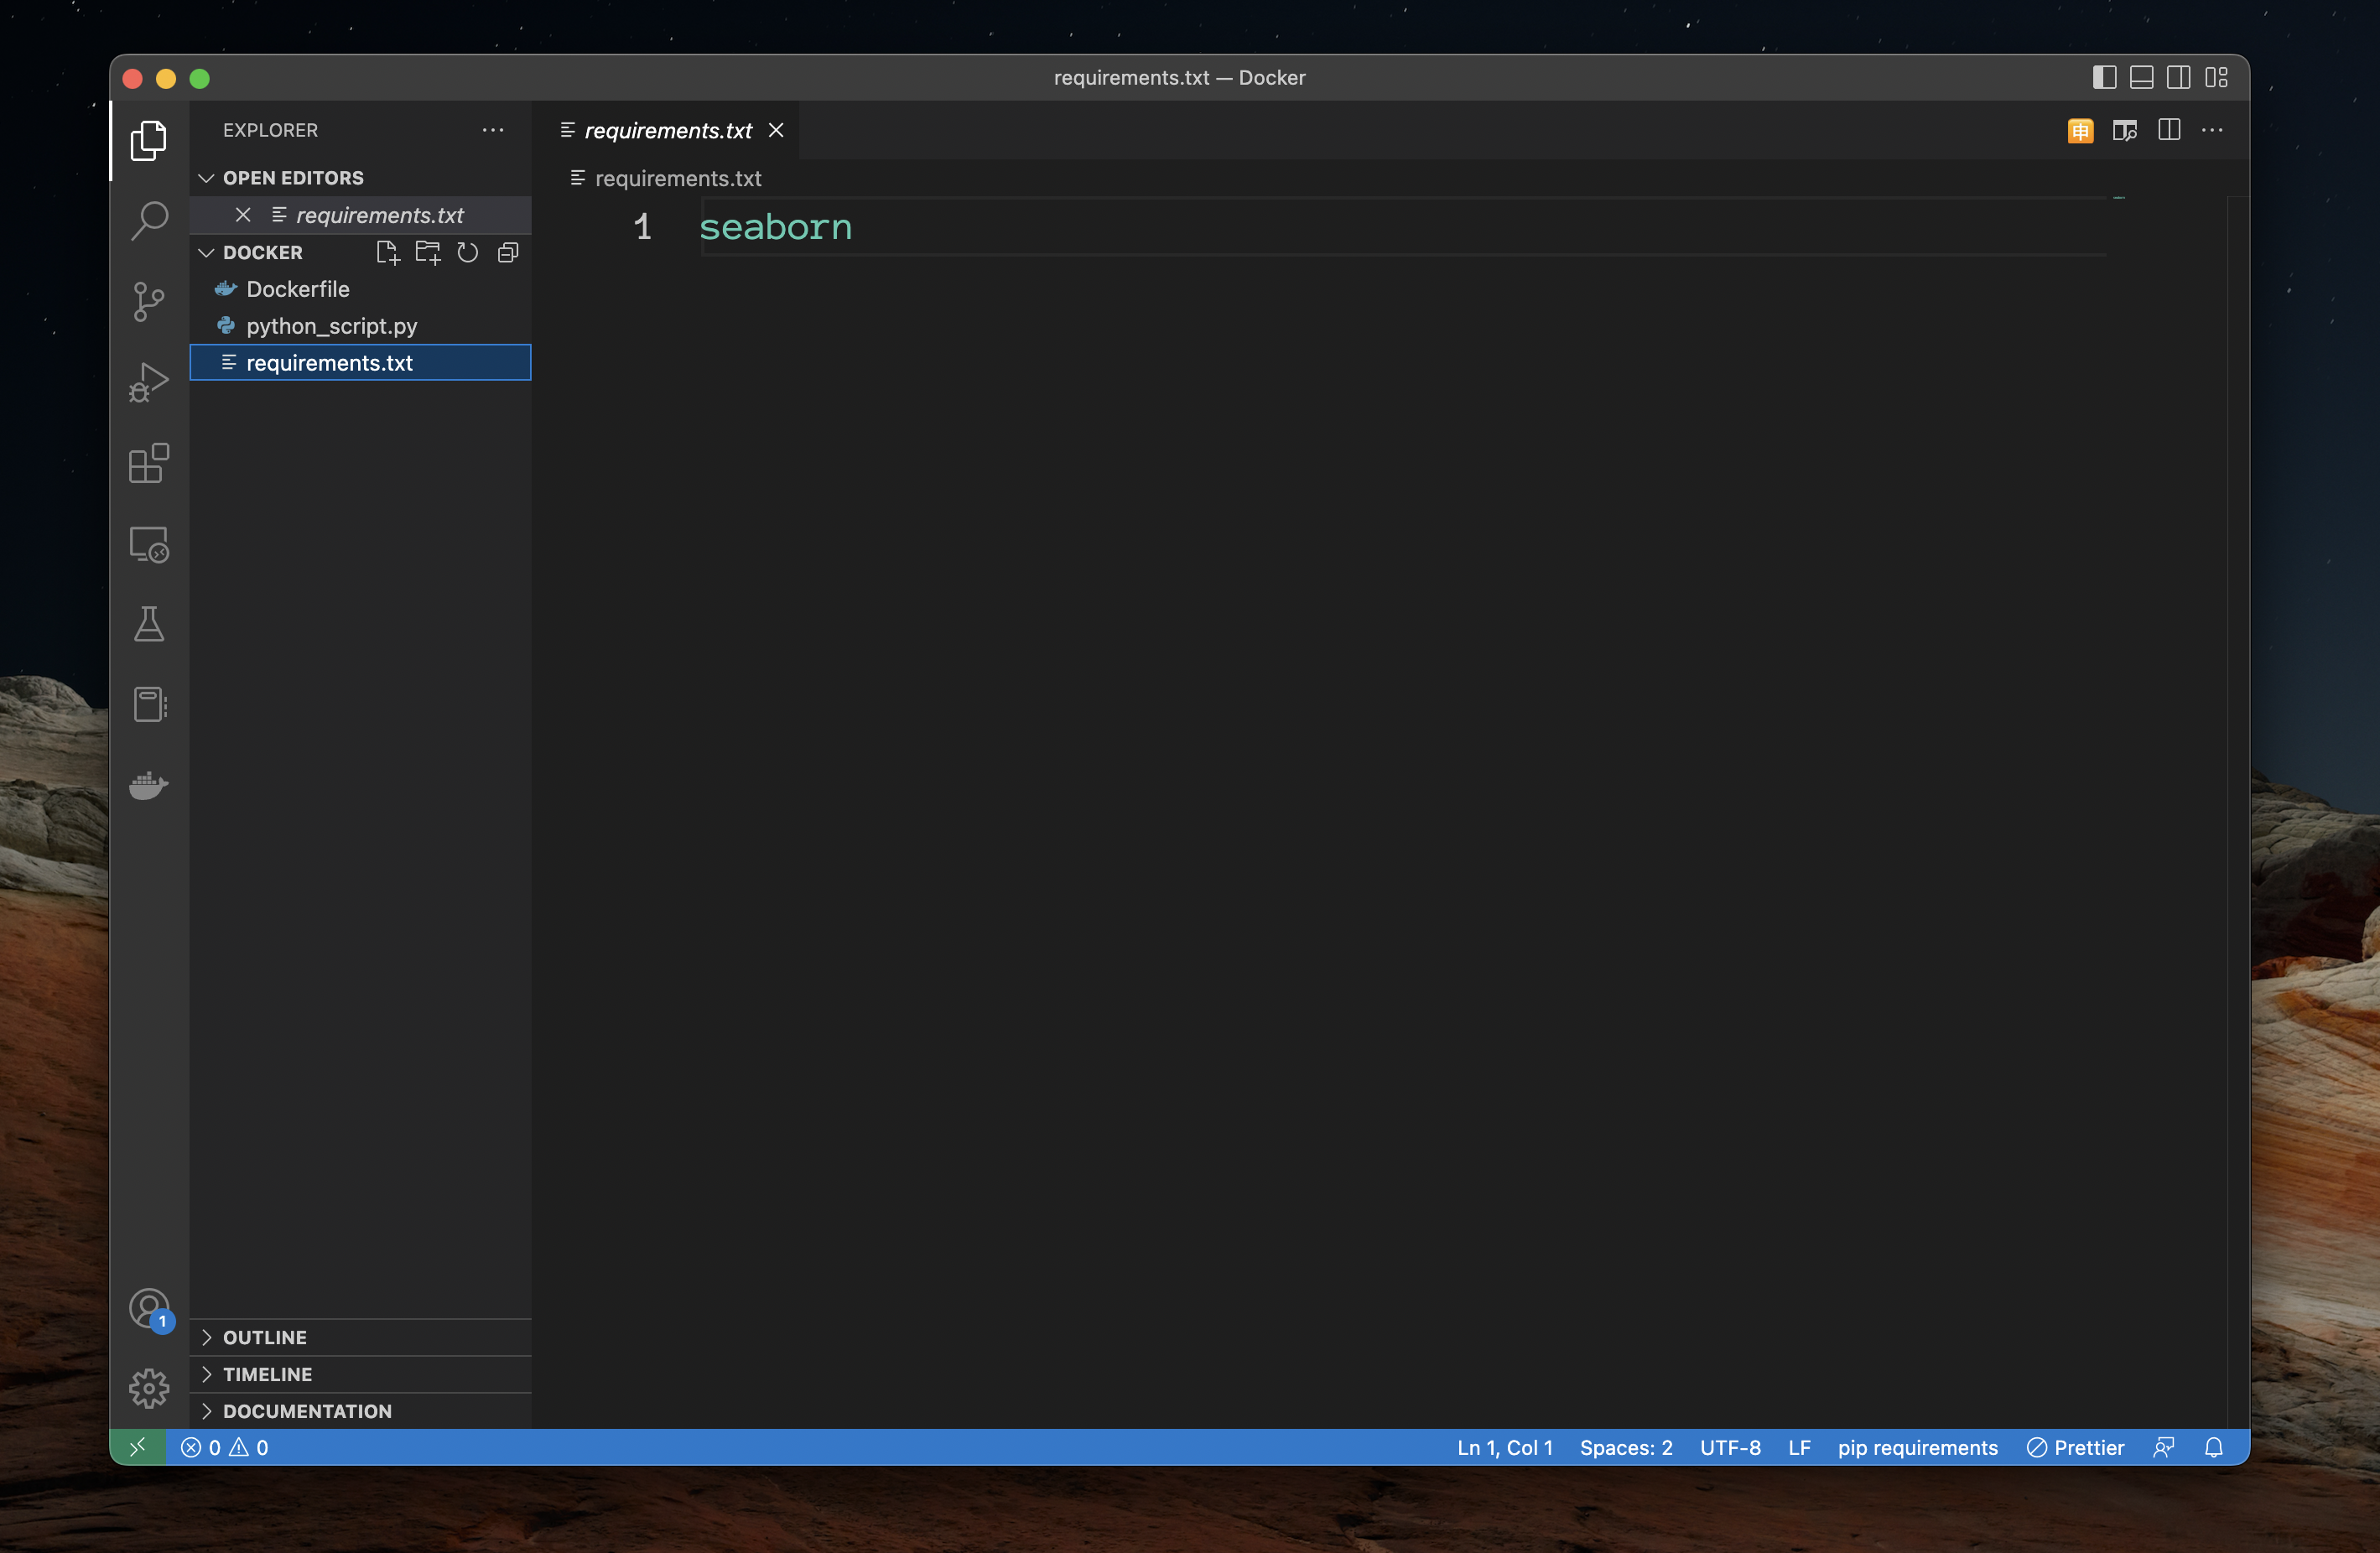 requirements.txt — Docker
EXPLORER
requirements.txt
申
OPEN EDITORS
requirements.txt
DOCKER
Dockerfile
python_script.py
requirements.txt
requirements.txt
1 seaborn
1
OUTLINE
TIMELINE
DOCUMENTATION
0 0 Ln 1, Col 1 Spaces: 2 UTF-8 LF pip requirements Prettier